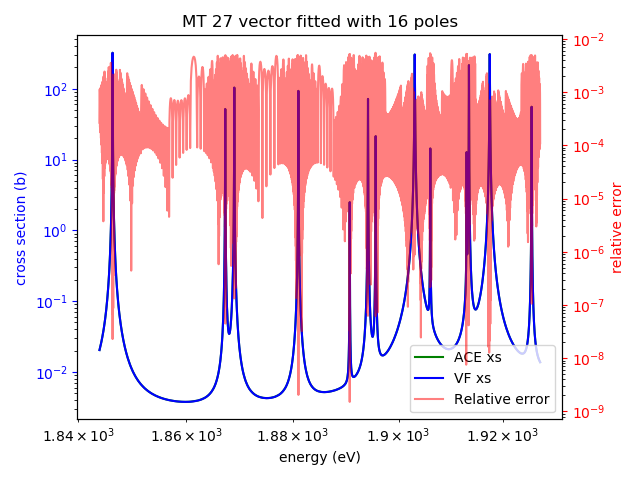 MT 27 vector fitted with 16 poles
cross section (b)
10²
10¹
10⁰
10⁻¹
10⁻²
10⁻²
10⁻³
10⁻⁴
10⁻⁵
10⁻⁶
10⁻⁷
10⁻⁸
10⁻⁹
relative error
ACE xs
VF xs
Relative error
1.84 × 10³ 1.86 × 10³ 1.88 × 10³ 1.9 × 10³ 1.92 × 10³
energy (eV)